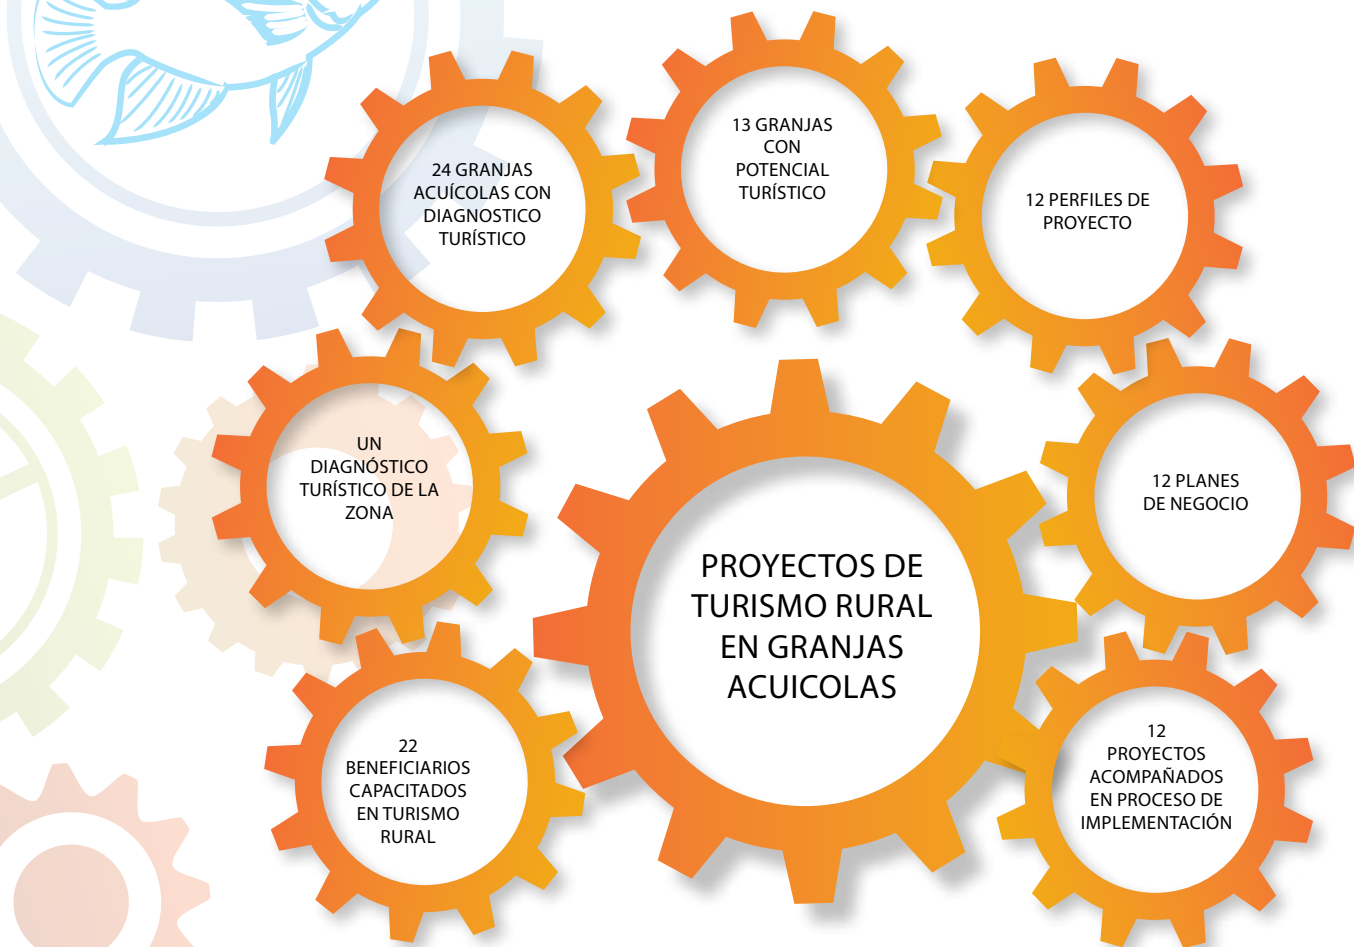 13 GRANJAS
CON
POTENCIAL
TURÍSTICO
24 GRANJAS
ACUÍCOLAS CON
DIAGNOSTICO
TURÍSTICO
12 PERFILES DE
PROYECTO
UN
DIAGNÓSTICO
TURÍSTICO DE LA
ZONA
12 PLANES
DE NEGOCIO
PROYECTOS DE
TURISMO RURAL
EN GRANJAS
ACUICOLAS
22
BENEFICIARIOS
CAPACITADOS
EN TURISMO
RURAL
12
PROYECTOS
ACOMPAÑADOS
EN PROCESO DE
IMPLEMENTACIÓN